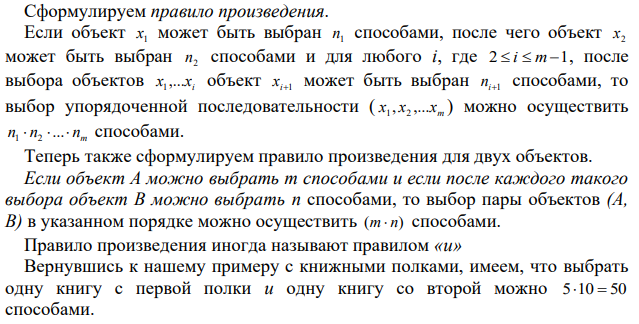 Сформулируем правило произведения.
Если объект x₁ может быть выбран n₁ способами, после чего объект x₂
может быть выбран n₂ способами и для любого i, где 2 ≤ i ≤ m − 1, после
выбора объектов x₁,...xᵢ объект xᵢ₊₁ может быть выбран nᵢ₊₁ способами, то
выбор упорядоченной последовательности (x₁, x₂,...xₘ) можно осуществить
n₁ · n₂ · ... · nₘ способами.
Теперь также сформулируем правило произведения для двух объектов.
Если объект А можно выбрать m способами и если после каждого такого
выбора объект В можно выбрать n способами, то выбор пары объектов (А,
В) в указанном порядке можно осуществить (m · n) способами.
Правило произведения иногда называют правилом «и»
Вернувшись к нашему примеру с книжными полками, имеем, что выбрать
одну книгу с первой полки и одну книгу со второй можно 5 · 10 = 50
способами.